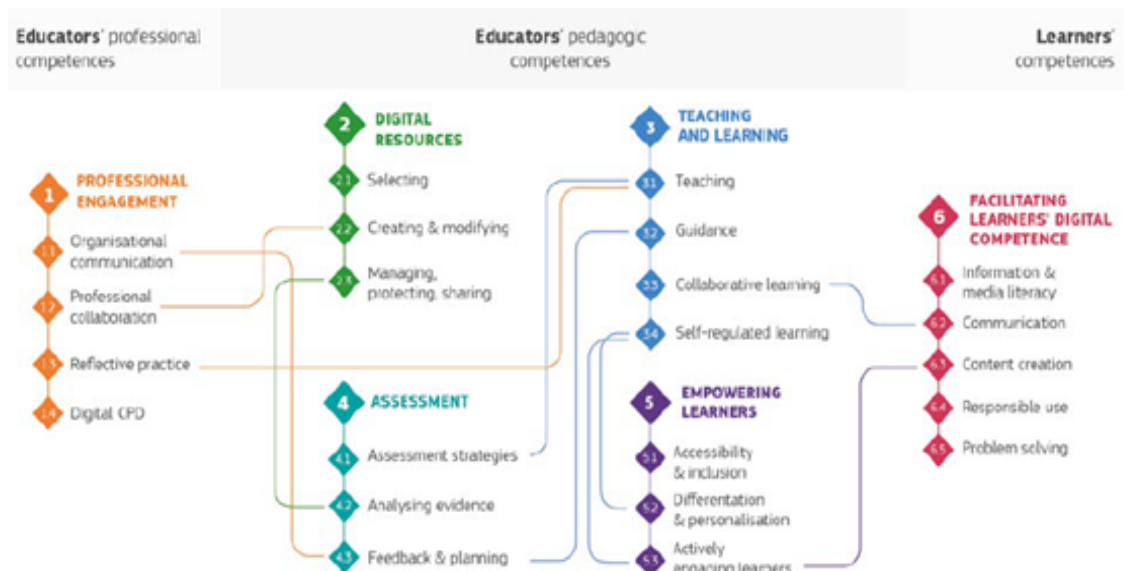 Educators' professional
competences
Educators' pedagogic
competences
Learners'
competences
1
PROFESSIONAL
ENGAGEMENT
1.1
Organisational
communication
1.2
Professional
collaboration
1.3
Reflective practice
1.4
Digital CPD
2
DIGITAL
RESOURCES
2.1
Selecting
2.2
Creating & modifying
2.3
Managing,
protecting, sharing
3
TEACHING
AND LEARNING
3.1
Teaching
3.2
Guidance
3.3
Collaborative learning
3.4
Self-regulated learning
4
ASSESSMENT
4.1
Assessment strategies
4.2
Analysing evidence
4.3
Feedback & planning
5
EMPOWERING
LEARNERS
5.1
Accessibility
& inclusion
5.2
Differentation
& personalisation
5.3
Actively
engaging learners
6
FACILITATING
LEARNERS' DIGITAL
COMPETENCE
6.1
Information &
media literacy
6.2
Communication
6.3
Content creation
6.4
Responsible use
6.5
Problem solving